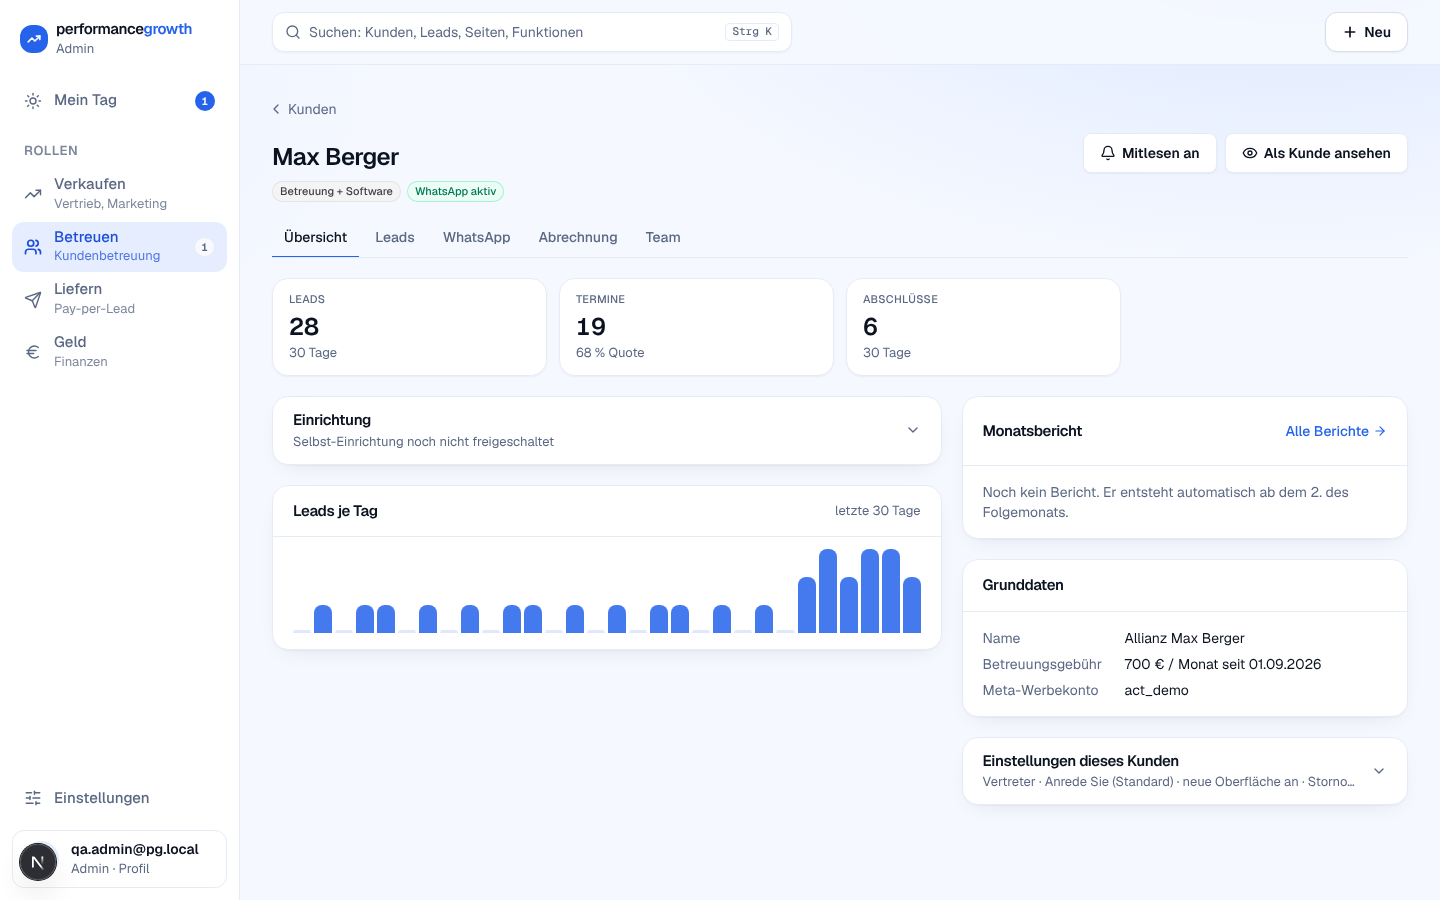 performancegrowth
Admin
Suchen: Kunden, Leads, Seiten, Funktionen
Strg K
Neu
Mein Tag
1
ROLLEN
Verkaufen
Vertrieb, Marketing
Betreuen
Kundenbetreuung
1
Liefern
Pay-per-Lead
Geld
Finanzen
Einstellungen
N
qa.admin@pg.local
Admin · Profil
Kunden
Max Berger
Mitlesen an
Als Kunde ansehen
Betreuung + Software
WhatsApp aktiv
Übersicht
Leads
WhatsApp
Abrechnung
Team
LEADS
28
30 Tage
TERMINE
19
68 % Quote
ABSCHLÜSSE
6
30 Tage
Einrichtung
Selbst-Einrichtung noch nicht freigeschaltet
Leads je Tag
letzte 30 Tage
Monatsbericht
Alle Berichte
Noch kein Bericht. Er entsteht automatisch ab dem 2. des
Folgemonats.
Grunddaten
Name
Allianz Max Berger
Betreuungsgebühr
700 € / Monat seit 01.09.2026
Meta-Werbekonto
act_demo
Einstellungen dieses Kunden
Vertreter · Anrede Sie (Standard) · neue Oberfläche an · Storno...